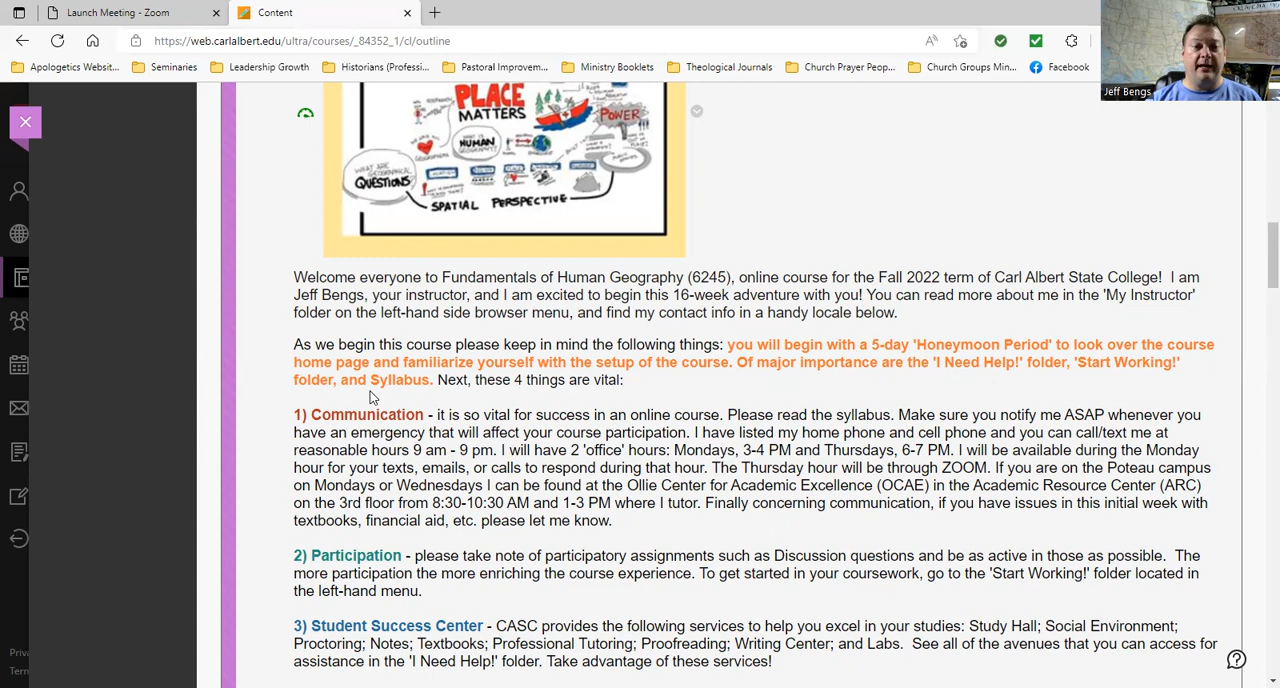 Launch Meeting - Zoom
Content
https://web.carlalbert.edu/ultra/courses/_84352_1/cl/outline
Apologetics Websit...
Seminaries
Leadership Growth
Historians (Professi...
Pastoral Improvem...
Ministry Booklets
Theological Journals
Church Prayer Peop...
Church Groups Min...
Facebook
Jeff Bengs
PLACE
MATTERS
POWER
WHAT IS
HUMAN
GEOGRAPHY?
WHAT ARE
GEOGRAPHICAL
QUESTIONS
SPATIAL PERSPECTIVE
Welcome everyone to Fundamentals of Human Geography (6245), online course for the Fall 2022 term of Carl Albert State College! I am
Jeff Bengs, your instructor, and I am excited to begin this 16-week adventure with you! You can read more about me in the 'My Instructor'
folder on the left-hand side browser menu, and find my contact info in a handy locale below.
As we begin this course please keep in mind the following things: you will begin with a 5-day 'Honeymoon Period' to look over the course
home page and familiarize yourself with the setup of the course. Of major importance are the 'I Need Help!' folder, 'Start Working!'
folder, and Syllabus. Next, these 4 things are vital:
1) Communication - it is so vital for success in an online course. Please read the syllabus. Make sure you notify me ASAP whenever you
have an emergency that will affect your course participation. I have listed my home phone and cell phone and you can call/text me at
reasonable hours 9 am - 9 pm. I will have 2 'office' hours: Mondays, 3-4 PM and Thursdays, 6-7 PM. I will be available during the Monday
hour for your texts, emails, or calls to respond during that hour. The Thursday hour will be through ZOOM. If you are on the Poteau campus
on Mondays or Wednesdays I can be found at the Ollie Center for Academic Excellence (OCAE) in the Academic Resource Center (ARC)
on the 3rd floor from 8:30-10:30 AM and 1-3 PM where I tutor. Finally concerning communication, if you have issues in this initial week with
textbooks, financial aid, etc. please let me know.
2) Participation - please take note of participatory assignments such as Discussion questions and be as active in those as possible. The
more participation the more enriching the course experience. To get started in your coursework, go to the 'Start Working!' folder located in
the left-hand menu.
3) Student Success Center - CASC provides the following services to help you excel in your studies: Study Hall; Social Environment;
Proctoring; Notes; Textbooks; Professional Tutoring; Proofreading; Writing Center; and Labs. See all of the avenues that you can access for
assistance in the 'I Need Help!' folder. Take advantage of these services!
Priv
Tern